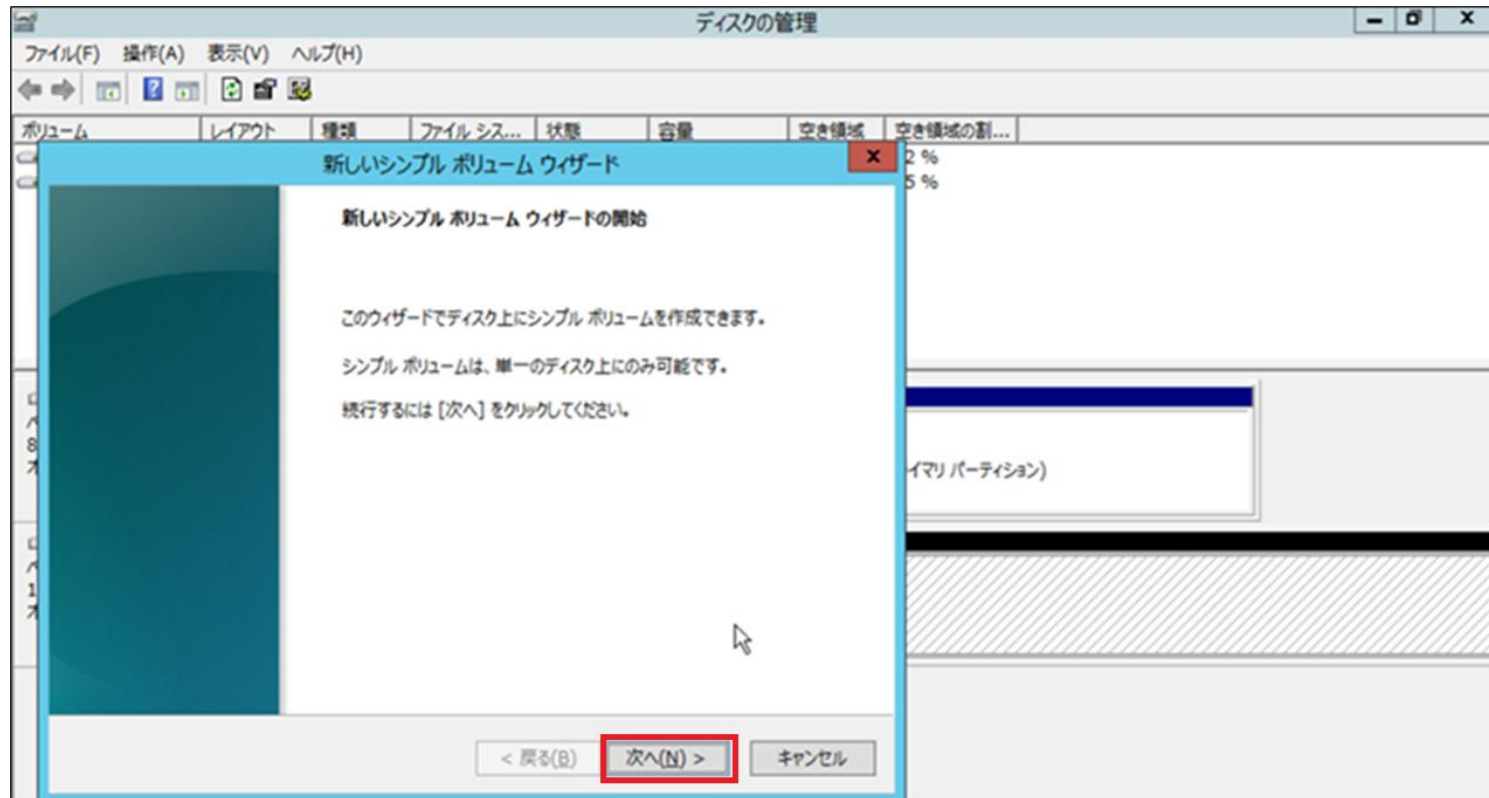 ディスクの管理
ファイル(F) 操作(A) 表示(V) ヘルプ(H)
ボリューム レイアウト 種類 ファイル シス... 状態 容量 空き領域 空き領域の割...
2 %
5 %
新しいシンプル ボリューム ウィザード
新しいシンプル ボリューム ウィザードの開始
このウィザードでディスク上にシンプル ボリュームを作成できます。
シンプル ボリュームは、単一のディスク上にのみ可能です。
続行するには [次へ] をクリックしてください。
イマリ パーティション)
< 戻る(B) 次へ(N) > キャンセル